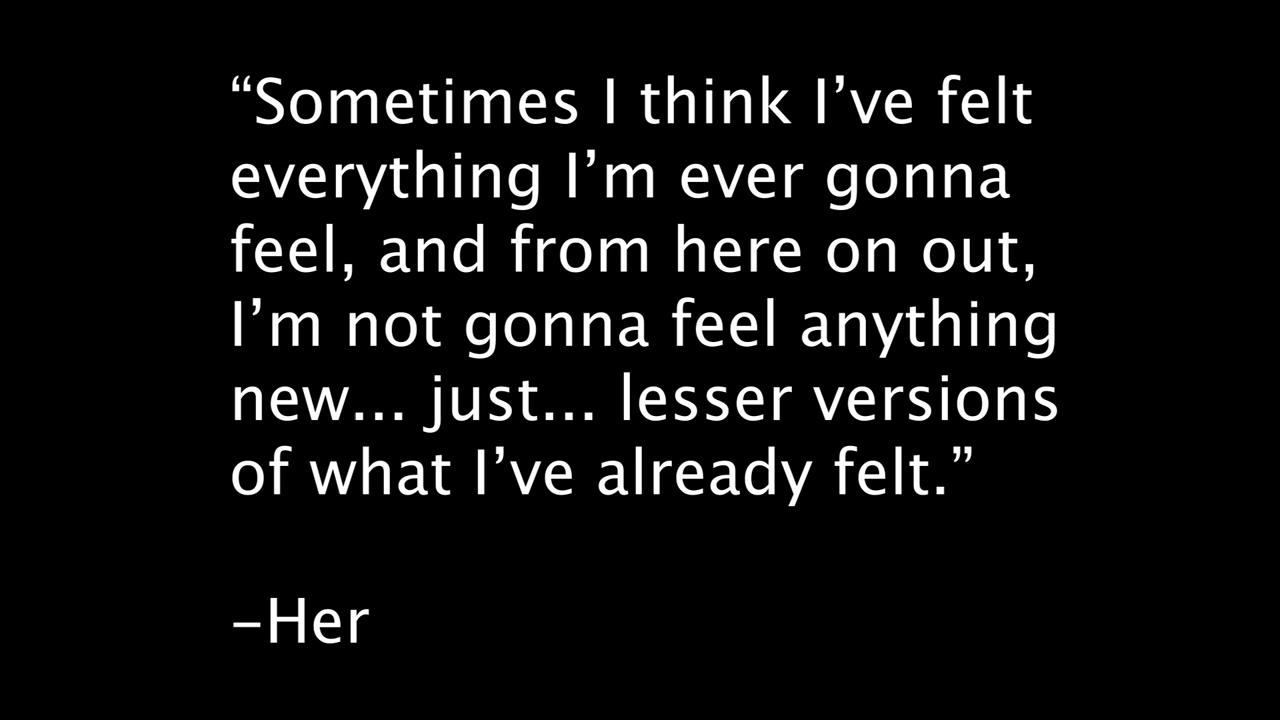 “Sometimes I think I’ve felt
everything I’m ever gonna
feel, and from here on out,
I’m not gonna feel anything
new... just... lesser versions
of what I’ve already felt.”
–Her